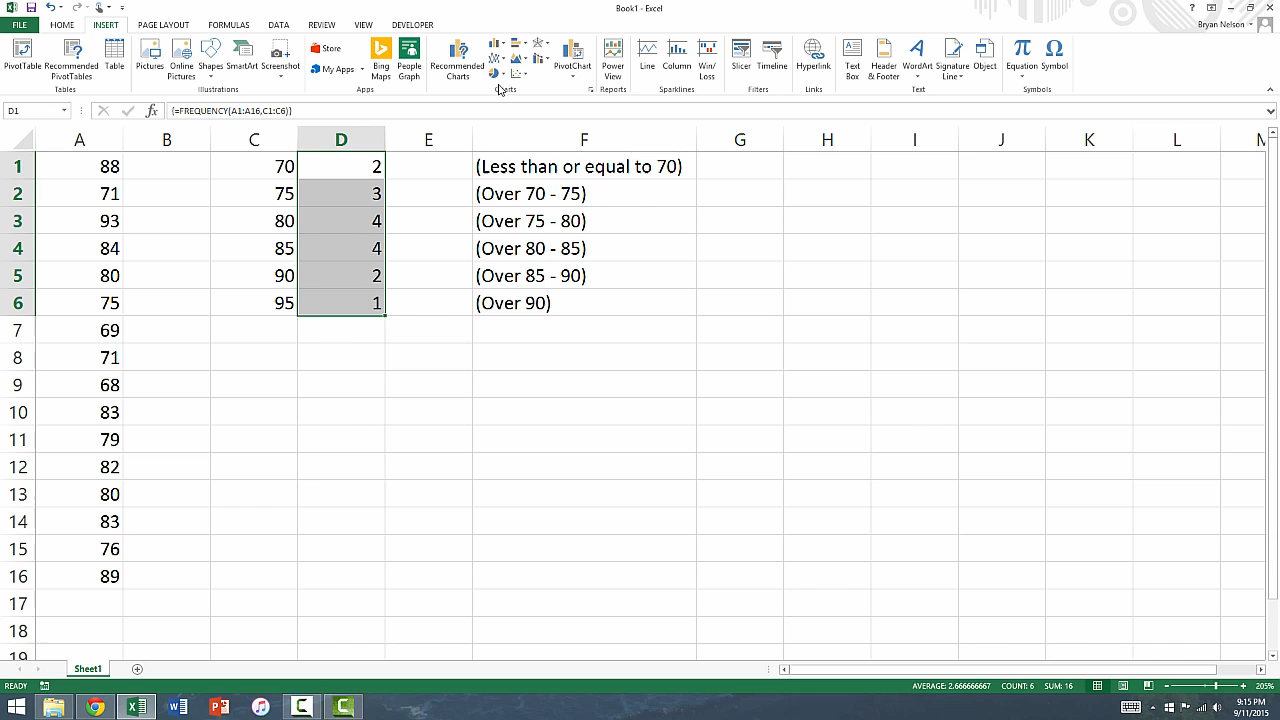 Book1 - Excel
FILE HOME INSERT PAGE LAYOUT FORMULAS DATA REVIEW VIEW DEVELOPER Bryan Nelson
PivotTable Recommended PivotTables Table Pictures Online Pictures Shapes SmartArt Screenshot Store My Apps Bing Maps People Graph Recommended Charts PivotChart Power View Line Column Win/Loss Slicer Timeline Hyperlink Text Box Header & Footer WordArt Signature Line Object Equation Symbol
Tables Illustrations Apps Charts Reports Sparklines Filters Links Text Symbols
D1 fx {=FREQUENCY(A1:A16,C1:C6)}
A B C D E F G H I J K L M
1 88 70 2 (Less than or equal to 70)
2 71 75 3 (Over 70 - 75)
3 93 80 4 (Over 75 - 80)
4 84 85 4 (Over 80 - 85)
5 80 90 2 (Over 85 - 90)
6 75 95 1 (Over 90)
7 69
8 71
9 68
10 83
11 79
12 82
13 80
14 83
15 76
16 89
17
18
19
Sheet1
READY AVERAGE: 2.666666667 COUNT: 6 SUM: 16 205%
9:15 PM
9/11/2015